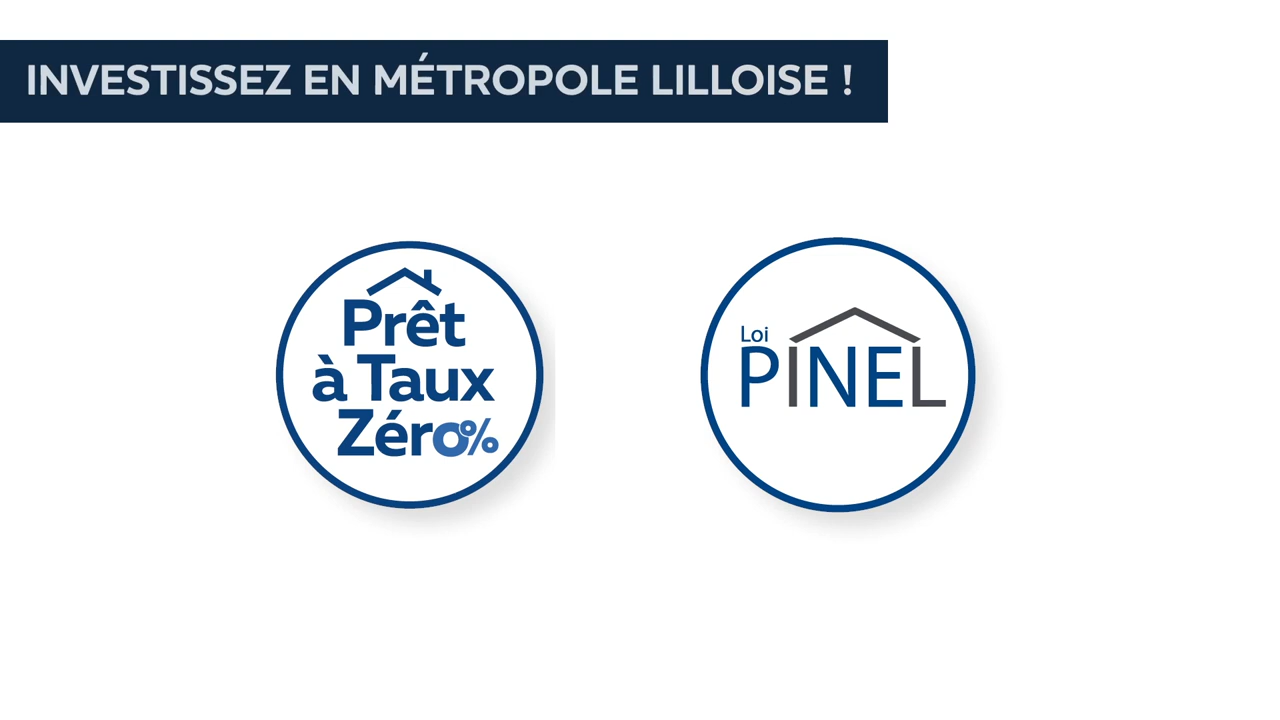 INVESTISSEZ EN MÉTROPOLE LILLOISE !
Prêt
à Taux
Zéro%
Loi
PINEL